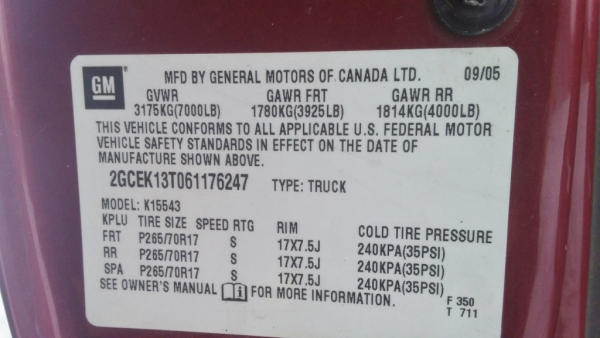 GM
MFD BY GENERAL MOTORS OF CANADA LTD. 09/05
GVWR GAWR FRT GAWR RR
3175KG(7000LB) 1780KG(3925LB) 1814KG(4000LB)
THIS VEHICLE CONFORMS TO ALL APPLICABLE U.S. FEDERAL MOTOR
VEHICLE SAFETY STANDARDS IN EFFECT ON THE DATE OF
MANUFACTURE SHOWN ABOVE.
2GCEK13T061176247 TYPE: TRUCK
MODEL: K15543
KPLU TIRE SIZE SPEED RTG RIM COLD TIRE PRESSURE
FRT P265/70R17 S 17X7.5J 240KPA(35PSI)
RR P265/70R17 S 17X7.5J 240KPA(35PSI)
SPA P265/70R17 S 17X7.5J 240KPA(35PSI)
SEE OWNER'S MANUAL FOR MORE INFORMATION.
F 350
T 711